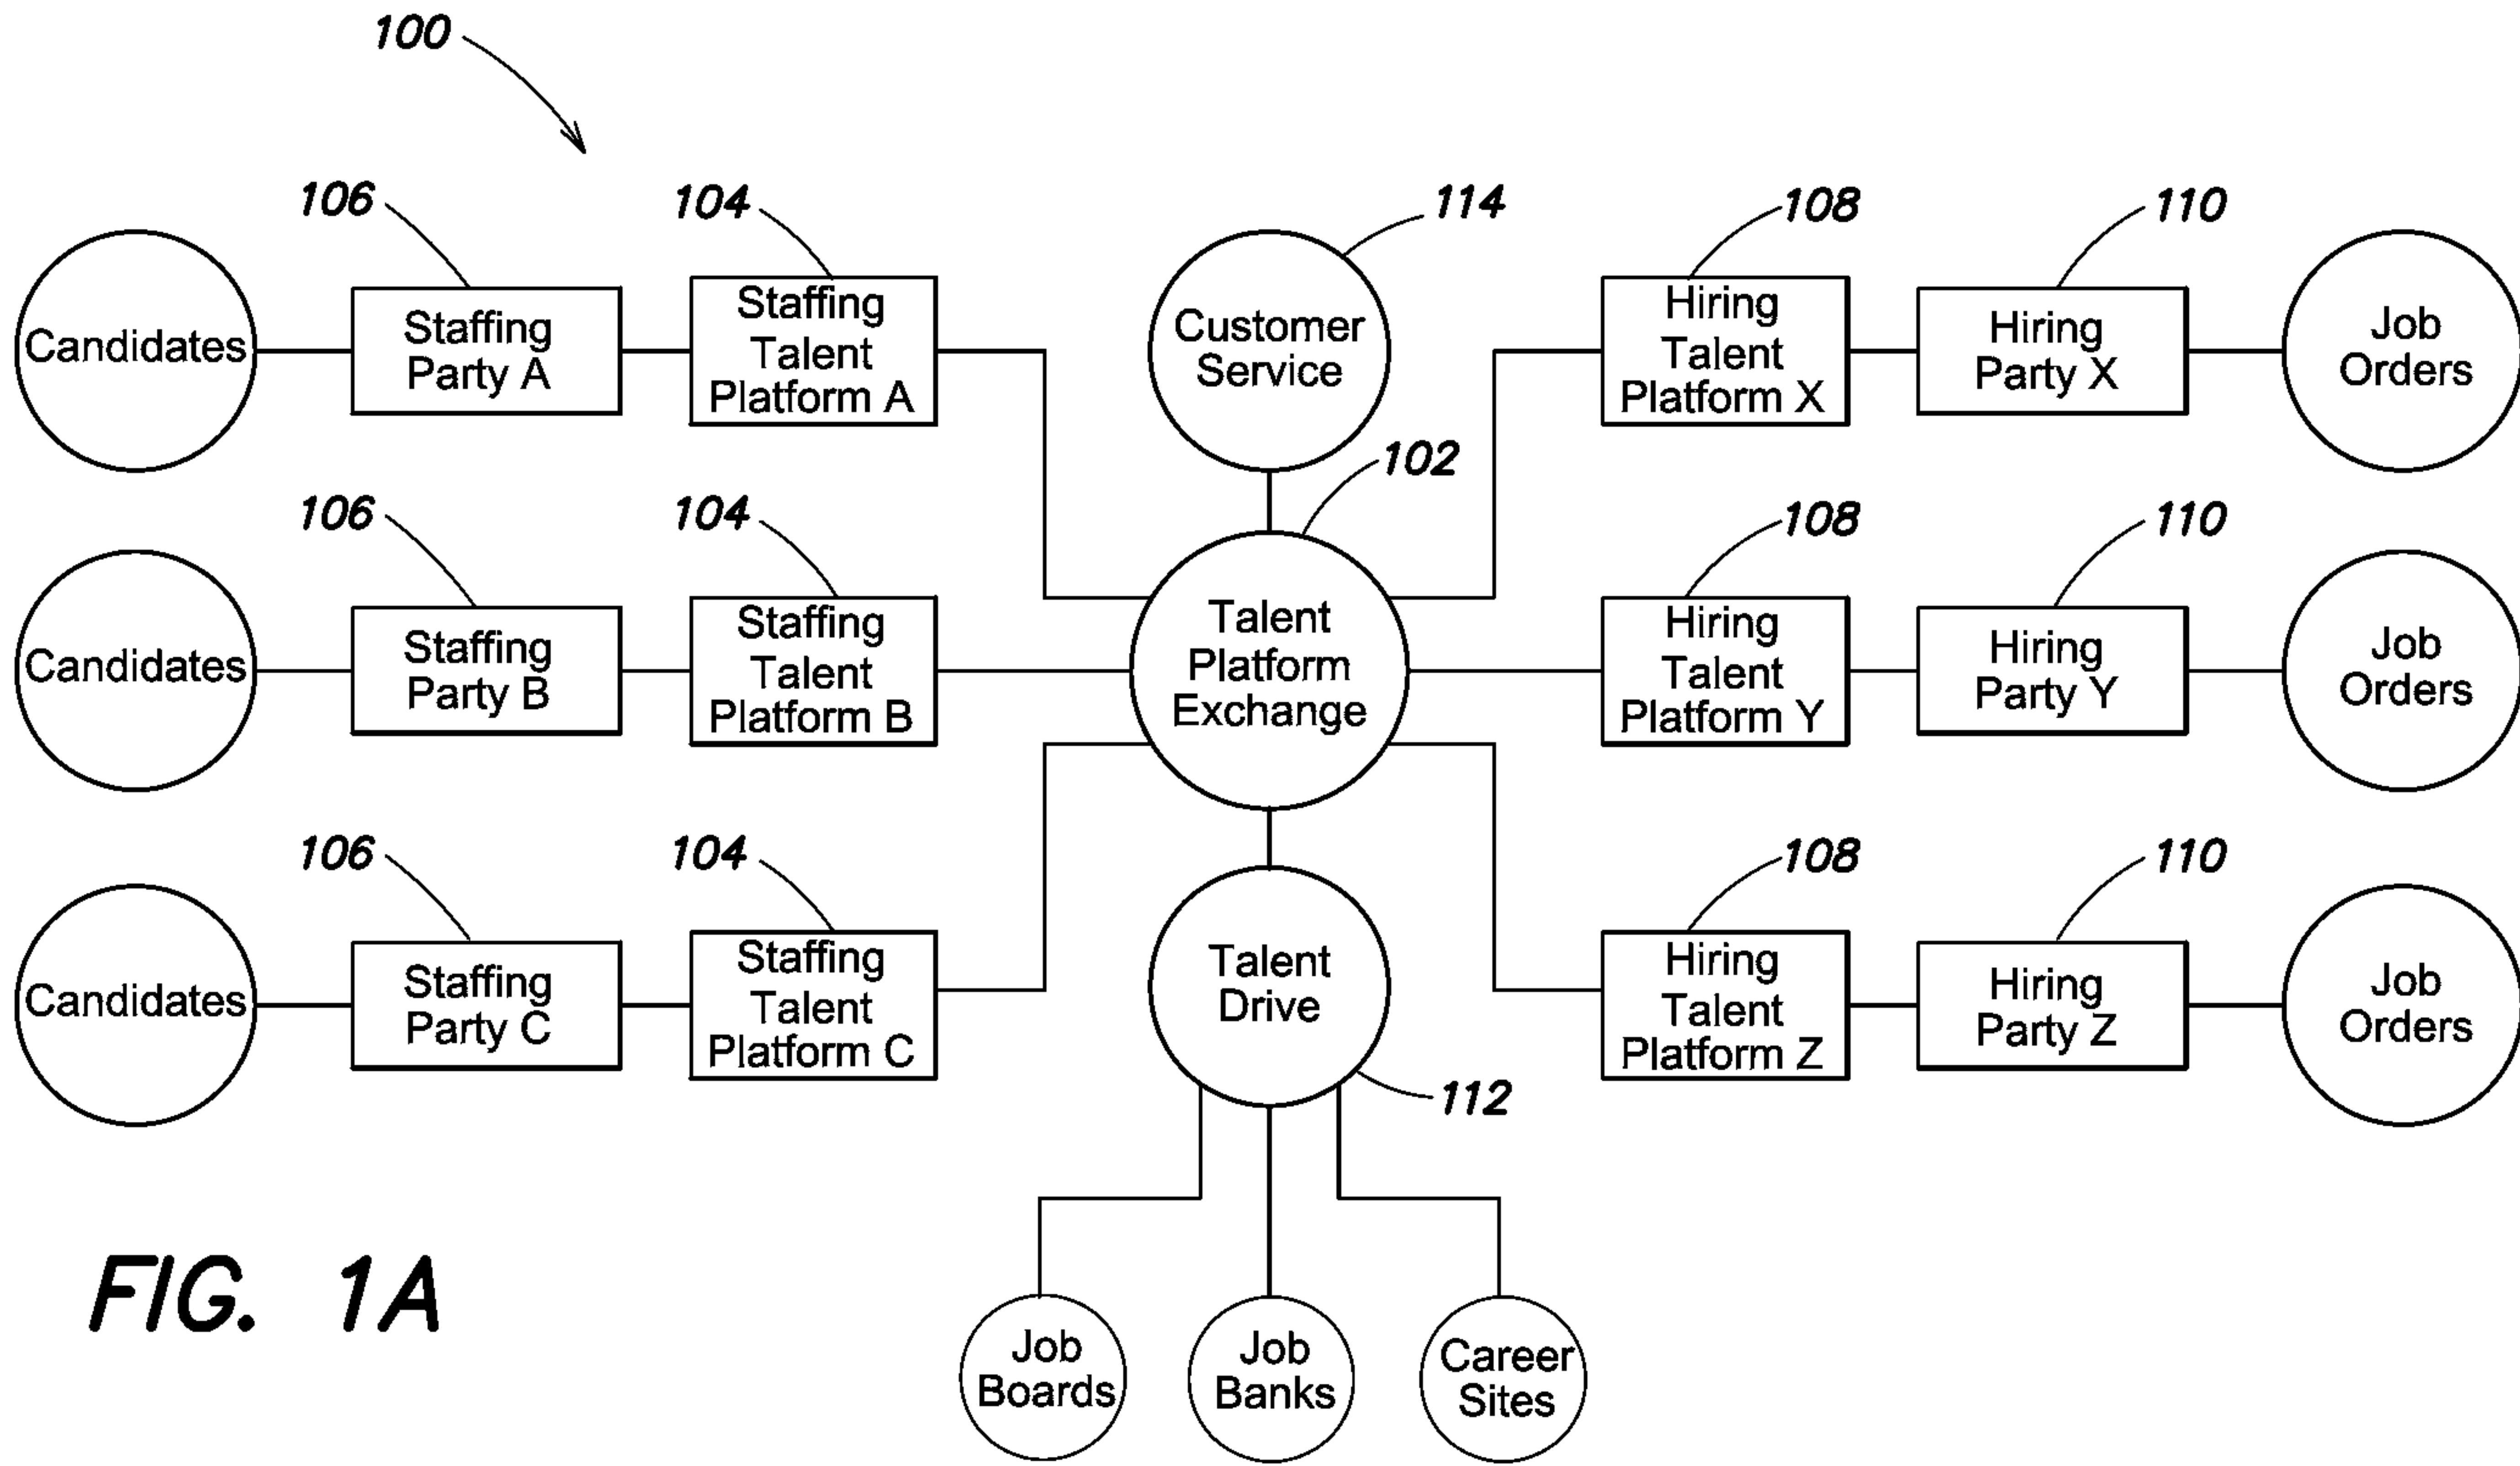 100
106
104
114
108
110
Candidates
Staffing
Party A
Staffing
Talent
Platform A
Customer
Service
Hiring
Talent
Platform X
Hiring
Party X
Job
Orders
102
106
104
108
110
Candidates
Staffing
Party B
Staffing
Talent
Platform B
Talent
Platform
Exchange
Hiring
Talent
Platform Y
Hiring
Party Y
Job
Orders
106
104
108
110
Candidates
Staffing
Party C
Staffing
Talent
Platform C
Talent
Drive
Hiring
Talent
Platform Z
Hiring
Party Z
Job
Orders
112
Job
Boards
Job
Banks
Career
Sites
FIG. 1A